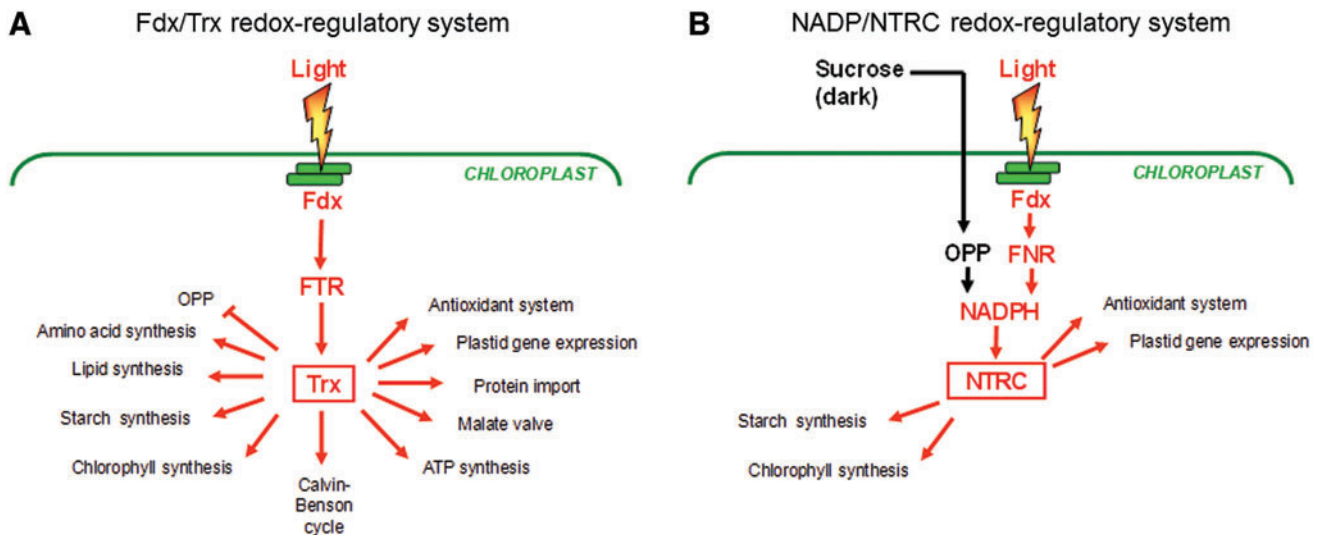 A
Fdx/Trx redox-regulatory system
Light
CHLOROPLAST
Fdx
FTR
OPP
Amino acid synthesis
Lipid synthesis
Starch synthesis
Chlorophyll synthesis
Trx
Antioxidant system
Plastid gene expression
Protein import
Malate valve
ATP synthesis
Calvin-
Benson
cycle
B
NADP/NTRC redox-regulatory system
Sucrose
(dark)
Light
CHLOROPLAST
Fdx
OPP
FNR
NADPH
NTRC
Antioxidant system
Plastid gene expression
Starch synthesis
Chlorophyll synthesis